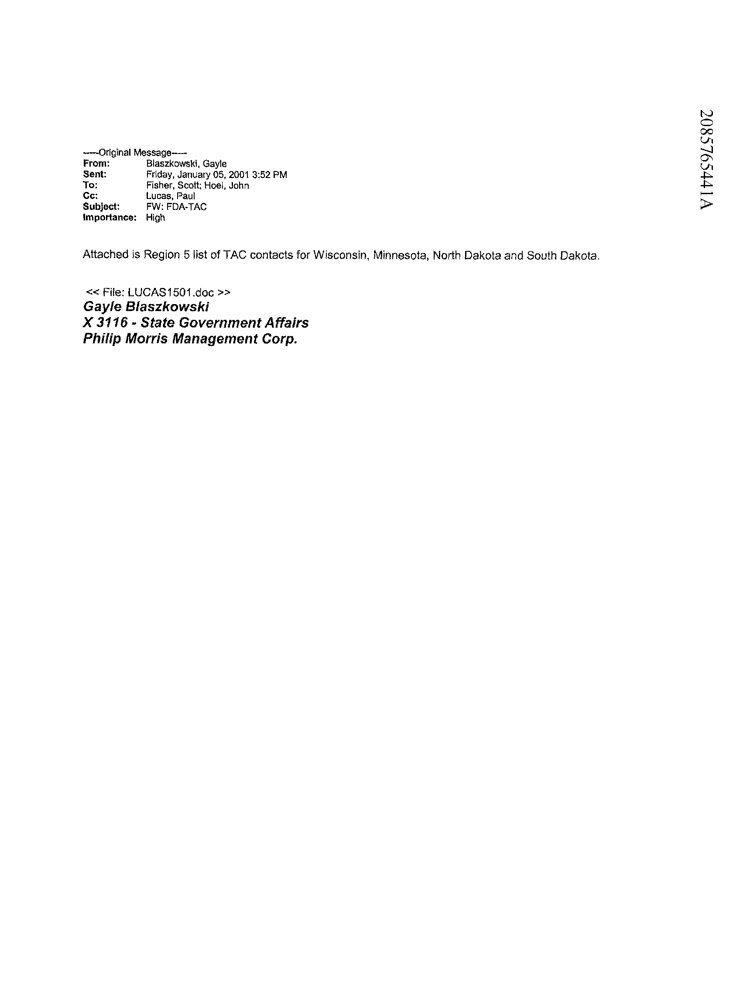 -----Original Message-----
From: Blaszkowski, Gayle
Sent: Friday, January 05, 2001 3:52 PM
To: Fisher, Scott; Hoel, John
Cc: Lucas, Paul
Subject: FW: FDA-TAC
Importance: High
Attached is Region 5 list of TAC contacts for Wisconsin, Minnesota, North Dakota and South Dakota.
<< File: LUCAS1501.doc >>
Gayle Blaszkowski
X 3116 - State Government Affairs
Philip Morris Management Corp.
2085765441A